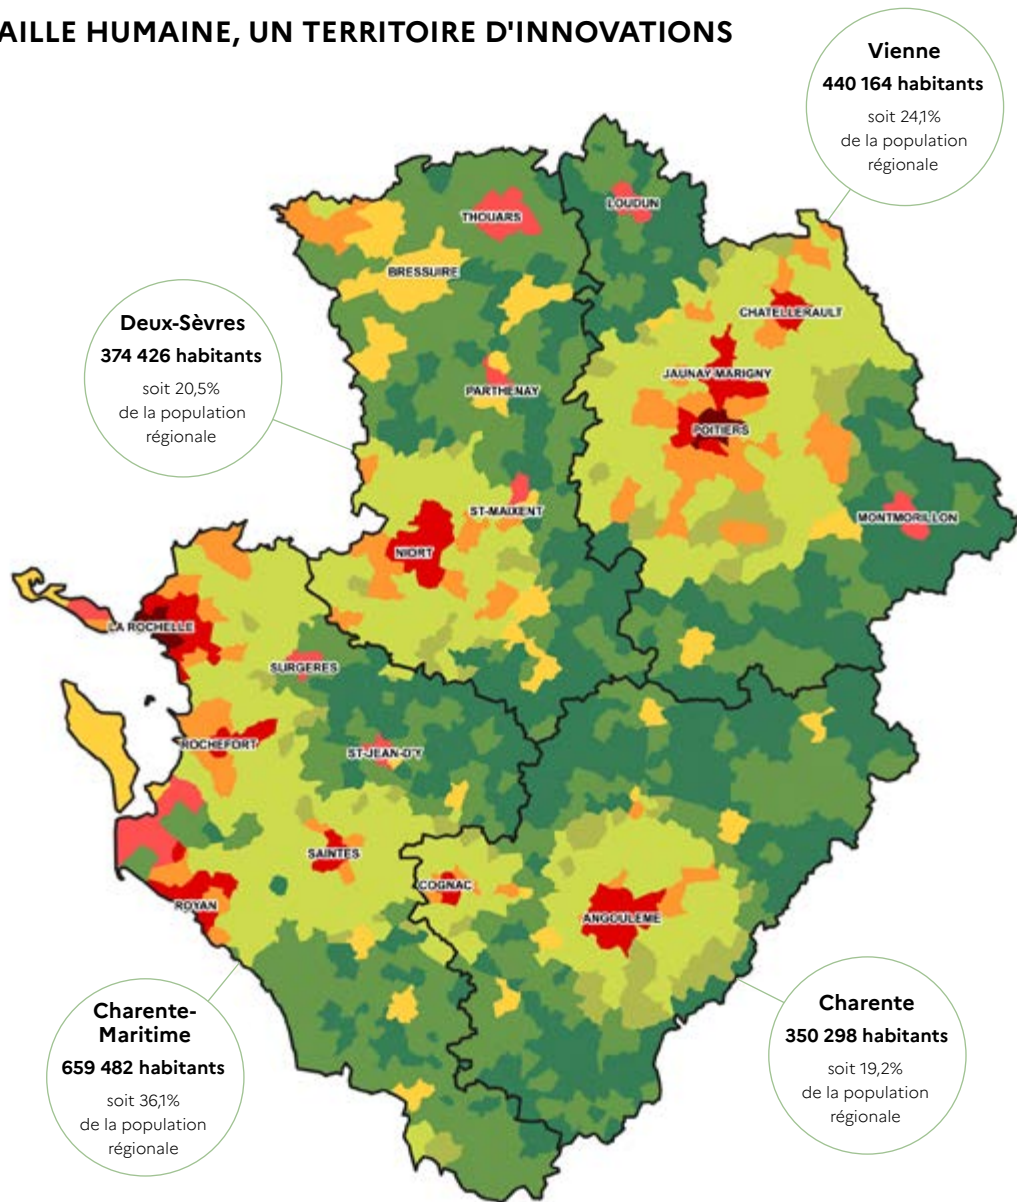 AILLE HUMAINE, UN TERRITOIRE D'INNOVATIONS
Vienne
440 164 habitants
soit 24,1%
de la population
régionale
THOUARS
LOUDUN
BRESSUIRE
Deux-Sèvres
374 426 habitants
soit 20,5%
de la population
régionale
CHATELLERAULT
JAUNAY-MARIGNY
PARTHENAY
POITIERS
ST-MAIXENT
MONTMORILLON
NIORT
LA ROCHELLE
SURGERES
ROCHEFORT
ST-JEAN-D'Y
SAINTES
COGNAC
ROYAN
ANGOULEME
Charente-
Maritime
659 482 habitants
soit 36,1%
de la population
régionale
Charente
350 298 habitants
soit 19,2%
de la population
régionale